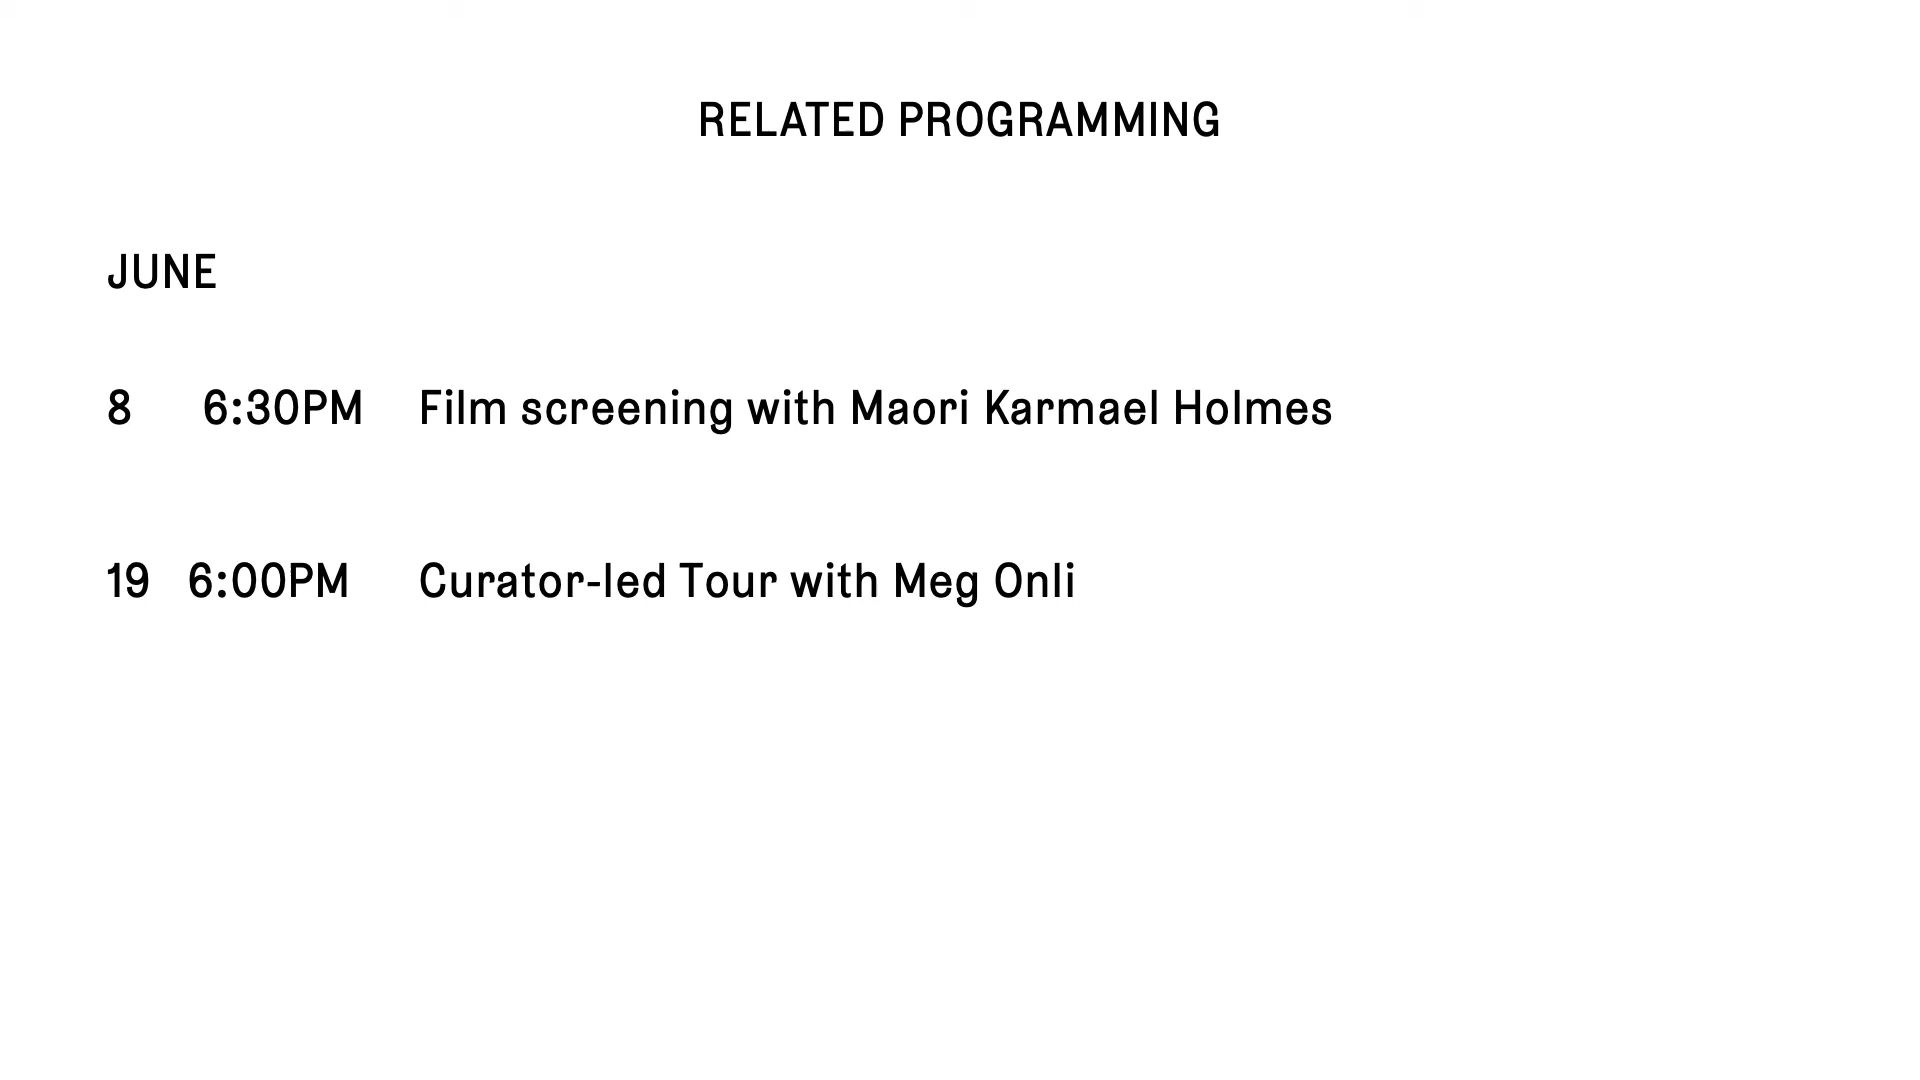 RELATED PROGRAMMING
JUNE
8 6:30PM Film screening with Maori Karmael Holmes
19 6:00PM Curator-led Tour with Meg Onli